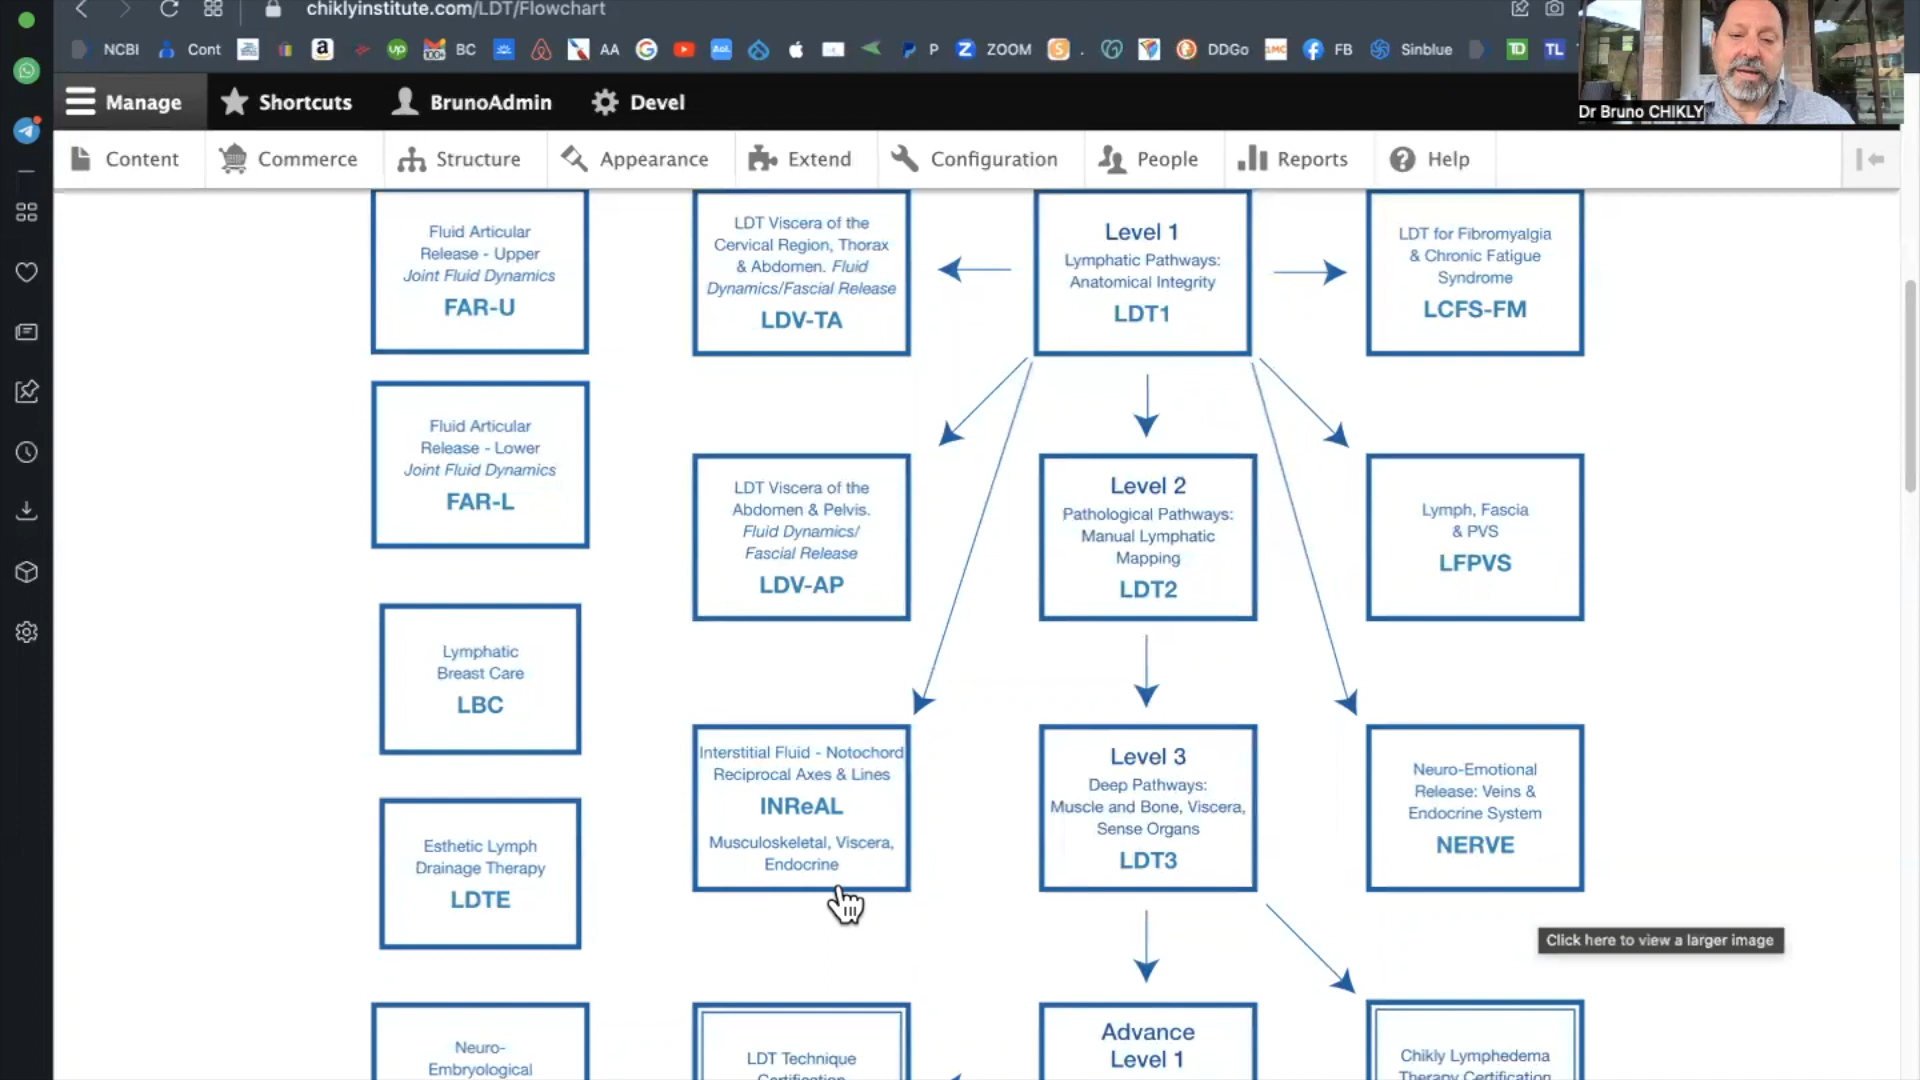 chiklyinstitute.com/LDT/Flowchart
NCBI
Cont
BC
AA
P
ZOOM
DDGo
FB
Sinblue
TD
TL
Manage
Shortcuts
BrunoAdmin
Devel
Dr Bruno CHIKLY
Content
Commerce
Structure
Appearance
Extend
Configuration
People
Reports
Help
Fluid Articular
Release - Upper
Joint Fluid Dynamics
FAR-U
LDT Viscera of the
Cervical Region, Thorax
& Abdomen. Fluid
Dynamics/Fascial Release
LDV-TA
Level 1
Lymphatic Pathways:
Anatomical Integrity
LDT1
LDT for Fibromyalgia
& Chronic Fatigue
Syndrome
LCFS-FM
Fluid Articular
Release - Lower
Joint Fluid Dynamics
FAR-L
LDT Viscera of the
Abdomen & Pelvis.
Fluid Dynamics/
Fascial Release
LDV-AP
Level 2
Pathological Pathways:
Manual Lymphatic
Mapping
LDT2
Lymph, Fascia
& PVS
LFPVS
Lymphatic
Breast Care
LBC
Interstitial Fluid - Notochord
Reciprocal Axes & Lines
INReAL
Musculoskeletal, Viscera,
Endocrine
Level 3
Deep Pathways:
Muscle and Bone, Viscera,
Sense Organs
LDT3
Neuro-Emotional
Release: Veins &
Endocrine System
NERVE
Esthetic Lymph
Drainage Therapy
LDTE
Click here to view a larger image
Neuro-
Embryological
LDT Technique
Certification
Advance
Level 1
Chikly Lymphedema
Therapy Certification